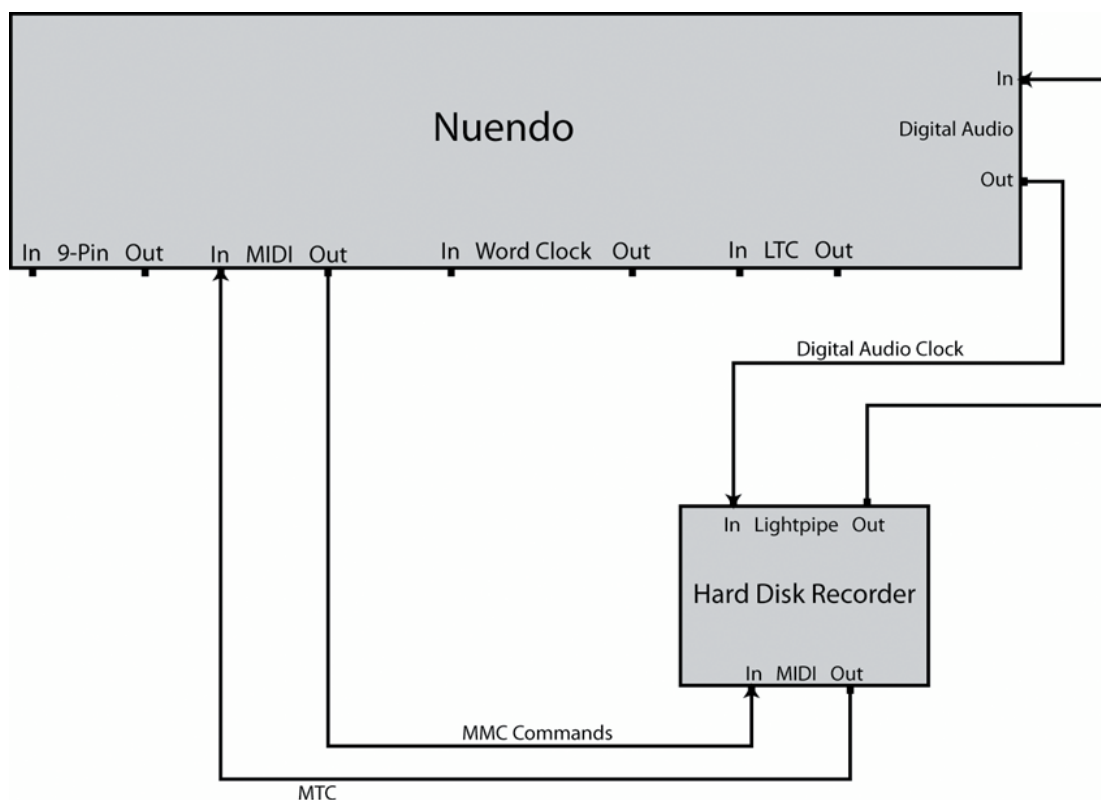 In
Nuendo
Digital Audio
Out
In 9-Pin Out In MIDI Out In Word Clock Out In LTC Out
Digital Audio Clock
In Lightpipe Out
Hard Disk Recorder
In MIDI Out
MMC Commands
MTC